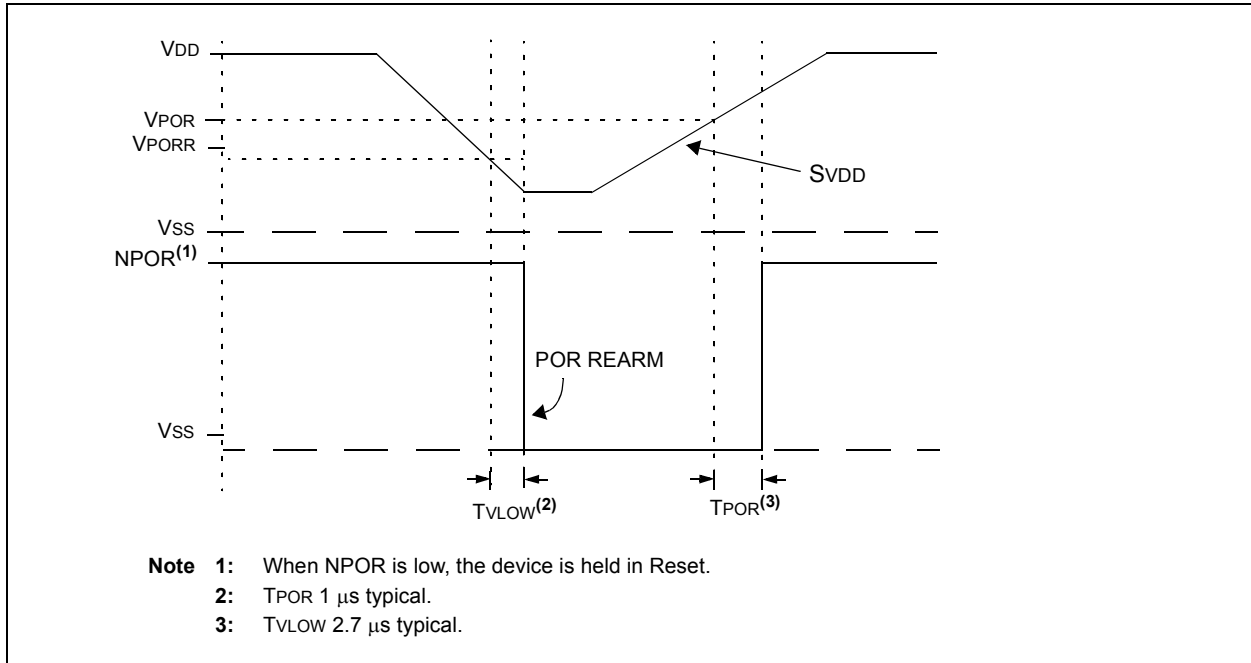 VDD
VPOR
VPORR
SVDD
VSS
NPOR(1)
POR REARM
VSS
TVLOW(2)
TPOR(3)
Note 1: When NPOR is low, the device is held in Reset.
2: TPOR 1 μs typical.
3: TVLOW 2.7 μs typical.